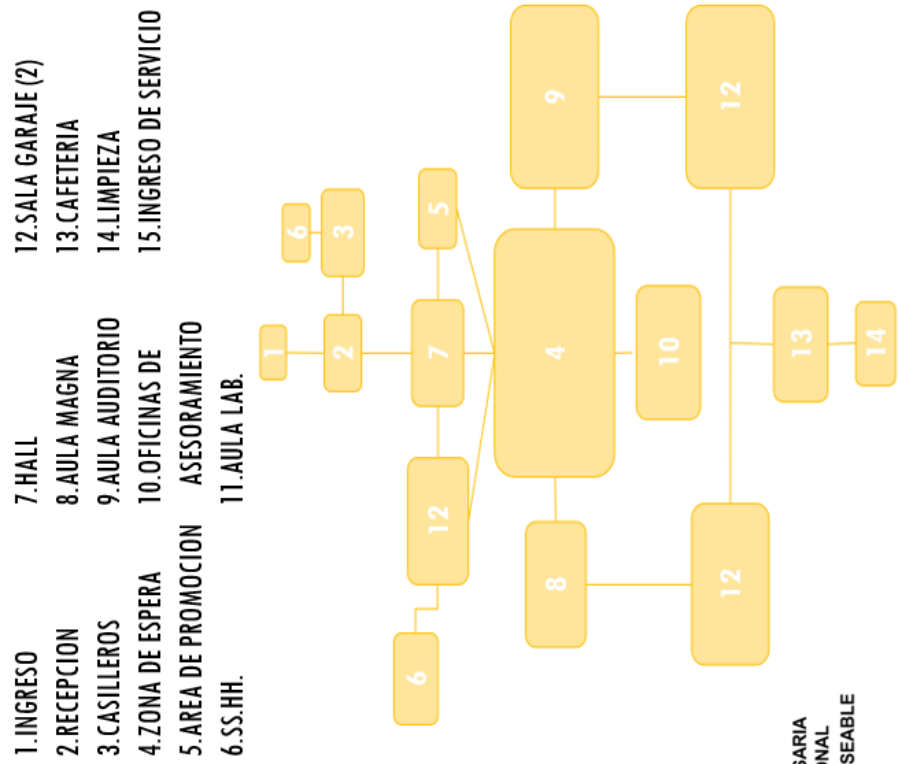 1.INGRESO
2.RECEPCION
3.CASILLEROS
4.ZONA DE ESPERA
5.AREA DE PROMOCION
6.SS.HH.
7.HALL
8.AULA MAGNA
9.AULA AUDITORIO
10.OFICINAS DE
ASESORAMIENTO
11.AULA LAB.
12.SALA GARAJE (2)
13.CAFETERIA
14.LIMPIEZA
15.INGRESO DE SERVICIO
1
6
2
3
6
12
7
5
8
4
9
10
12
12
13
14
SARIA
ONAL
SEABLE